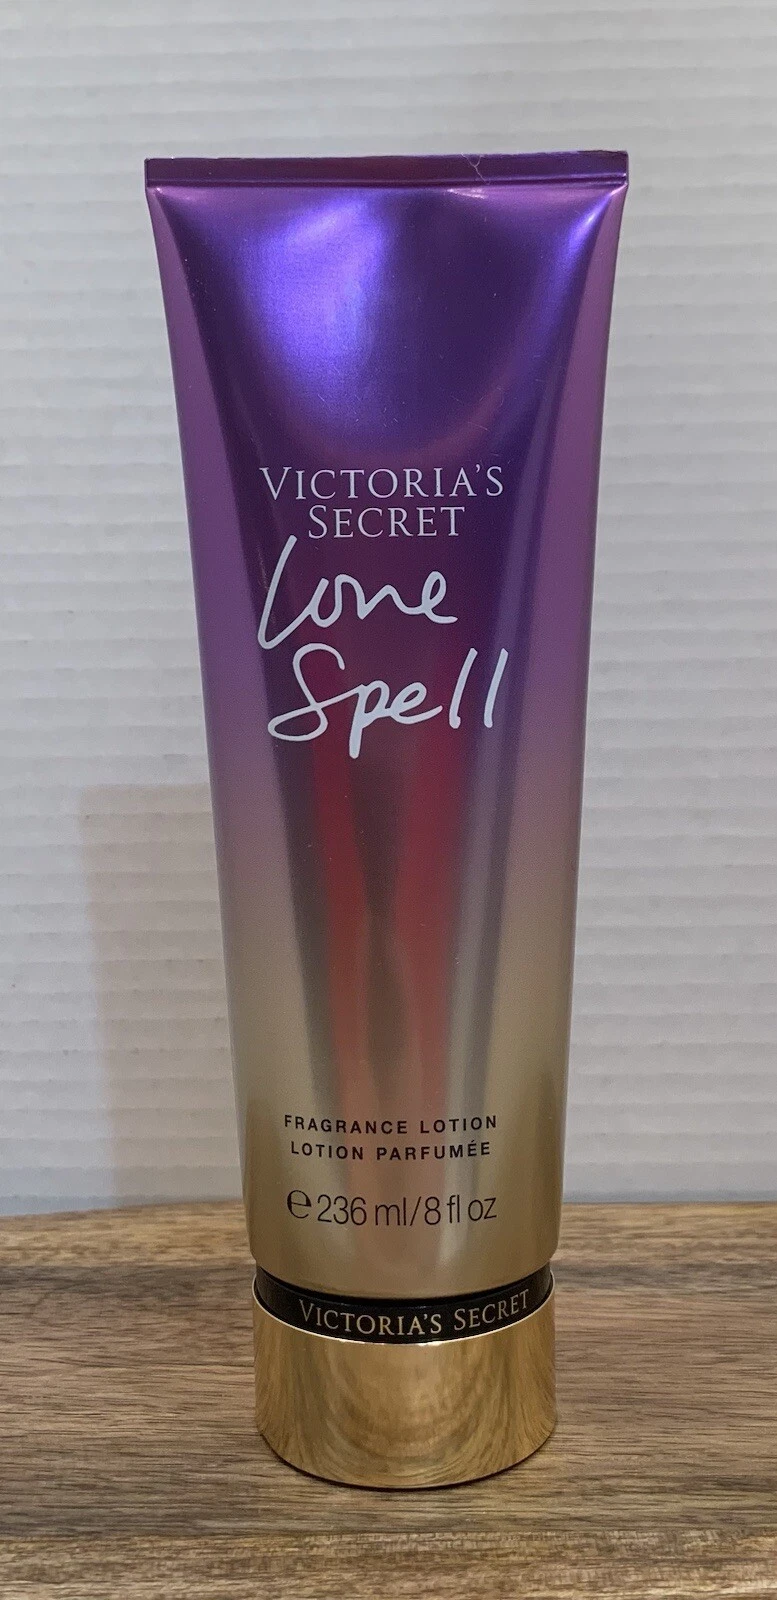 VICTORIA'S
SECRET
Love
Spell
FRAGRANCE LOTION
LOTION PARFUMÉE
℮ 236 ml/8 fl oz
VICTORIA'S SECRET